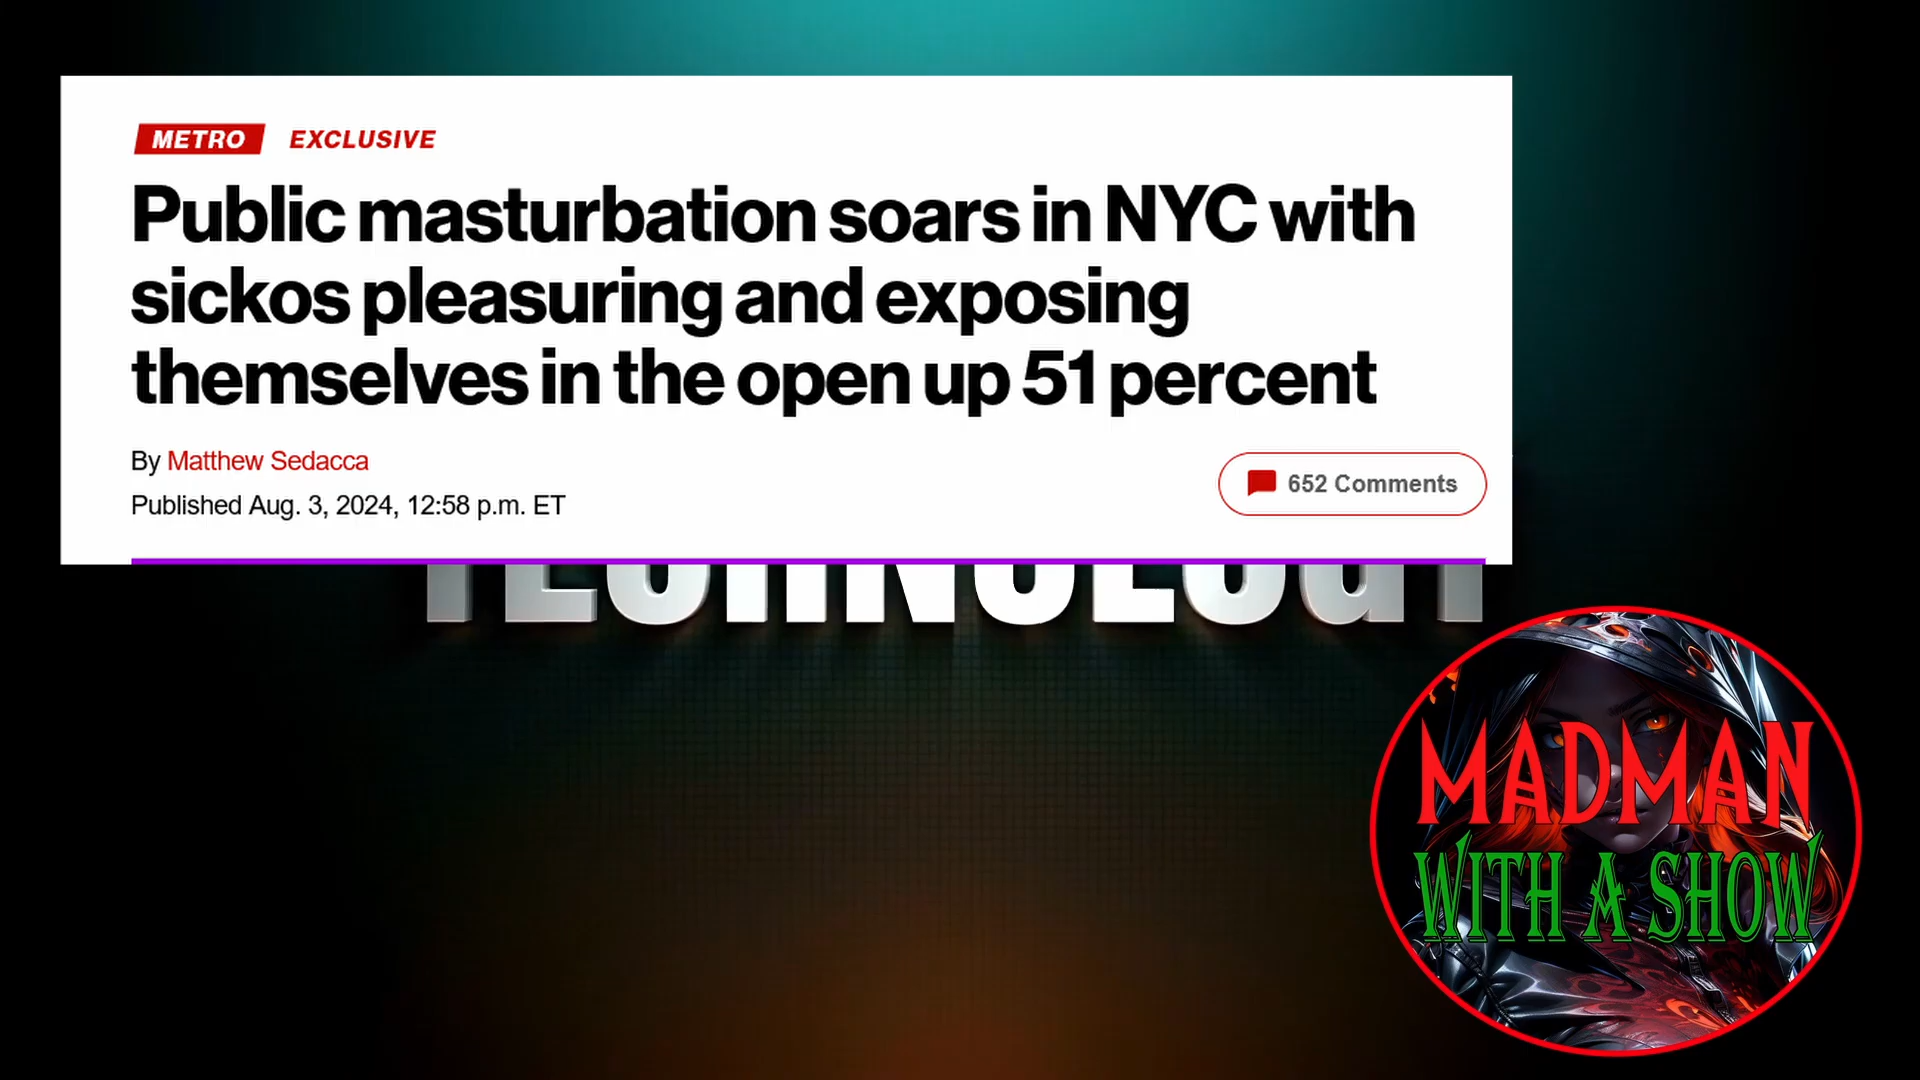 METRO EXCLUSIVE
Public masturbation soars in NYC with
sickos pleasuring and exposing
themselves in the open up 51 percent
By Matthew Sedacca
652 Comments
Published Aug. 3, 2024, 12:58 p.m. ET
TECHNOLOGY
MADMAN
WITH A SHOW